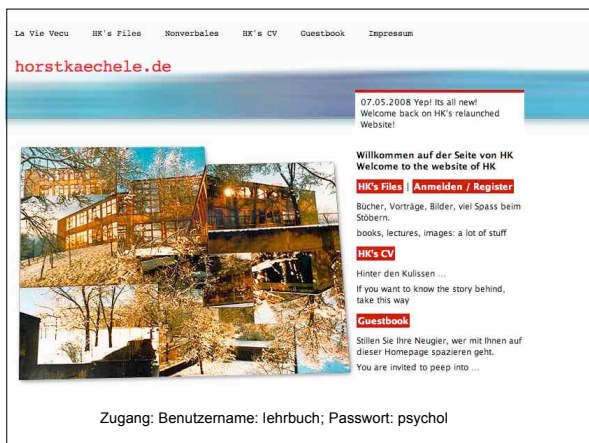 La Vie Vecu HK's Files Nonverbales HK's CV Guestbook Impressum
horstkaechele.de
07.05.2008 Yep! Its all new!
Welcome back on HK's relaunched
Website!
Willkommen auf der Seite von HK
Welcome to the website of HK
HK's Files | Anmelden / Register
Bücher, Vorträge, Bilder, viel Spass beim
Stöbern.
books, lectures, images: a lot of stuff
HK's CV
Hinter den Kulissen ...
If you want to know the story behind,
take this way
Guestbook
Stillen Sie Ihre Neugier, wer mit Ihnen auf
dieser Homepage spazieren geht.
You are invited to peep into ...
Zugang: Benutzername: lehrbuch; Passwort: psychol